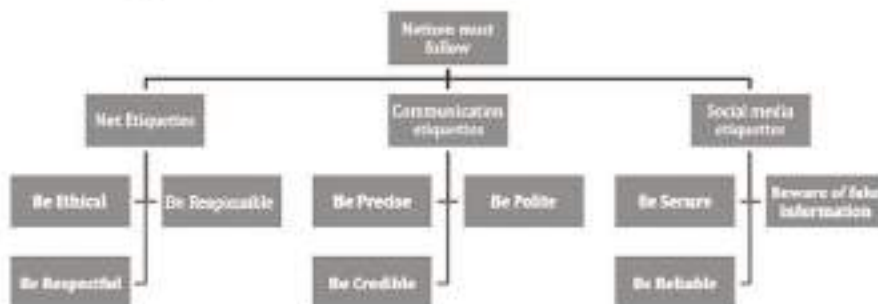 Netizen must
follow
Net Etiquettes
Communication
etiquettes
Social media
etiquettes
Be Ethical
Be Responsible
Be Precise
Be Polite
Be Secure
Beware of fake
information
Be Respectful
Be Credible
Be Reliable